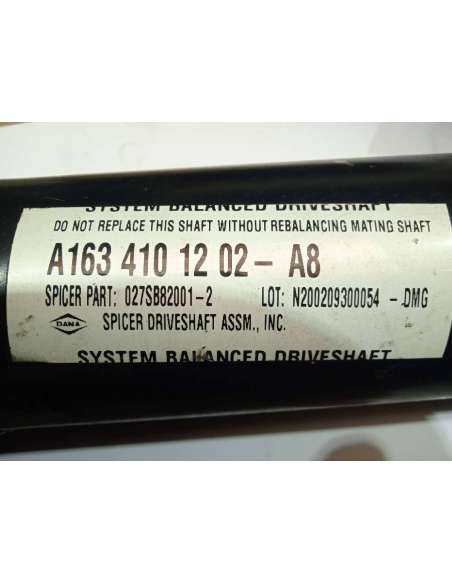 SYSTEM BALANCED DRIVESHAFT
DO NOT REPLACE THIS SHAFT WITHOUT REBALANCING MATING SHAFT
A163 410 12 02- A8
SPICER PART: 027SB82001-2 LOT: N200209300054 -DMG
DANA SPICER DRIVESHAFT ASSM., INC.
SYSTEM BALANCED DRIVESHAFT